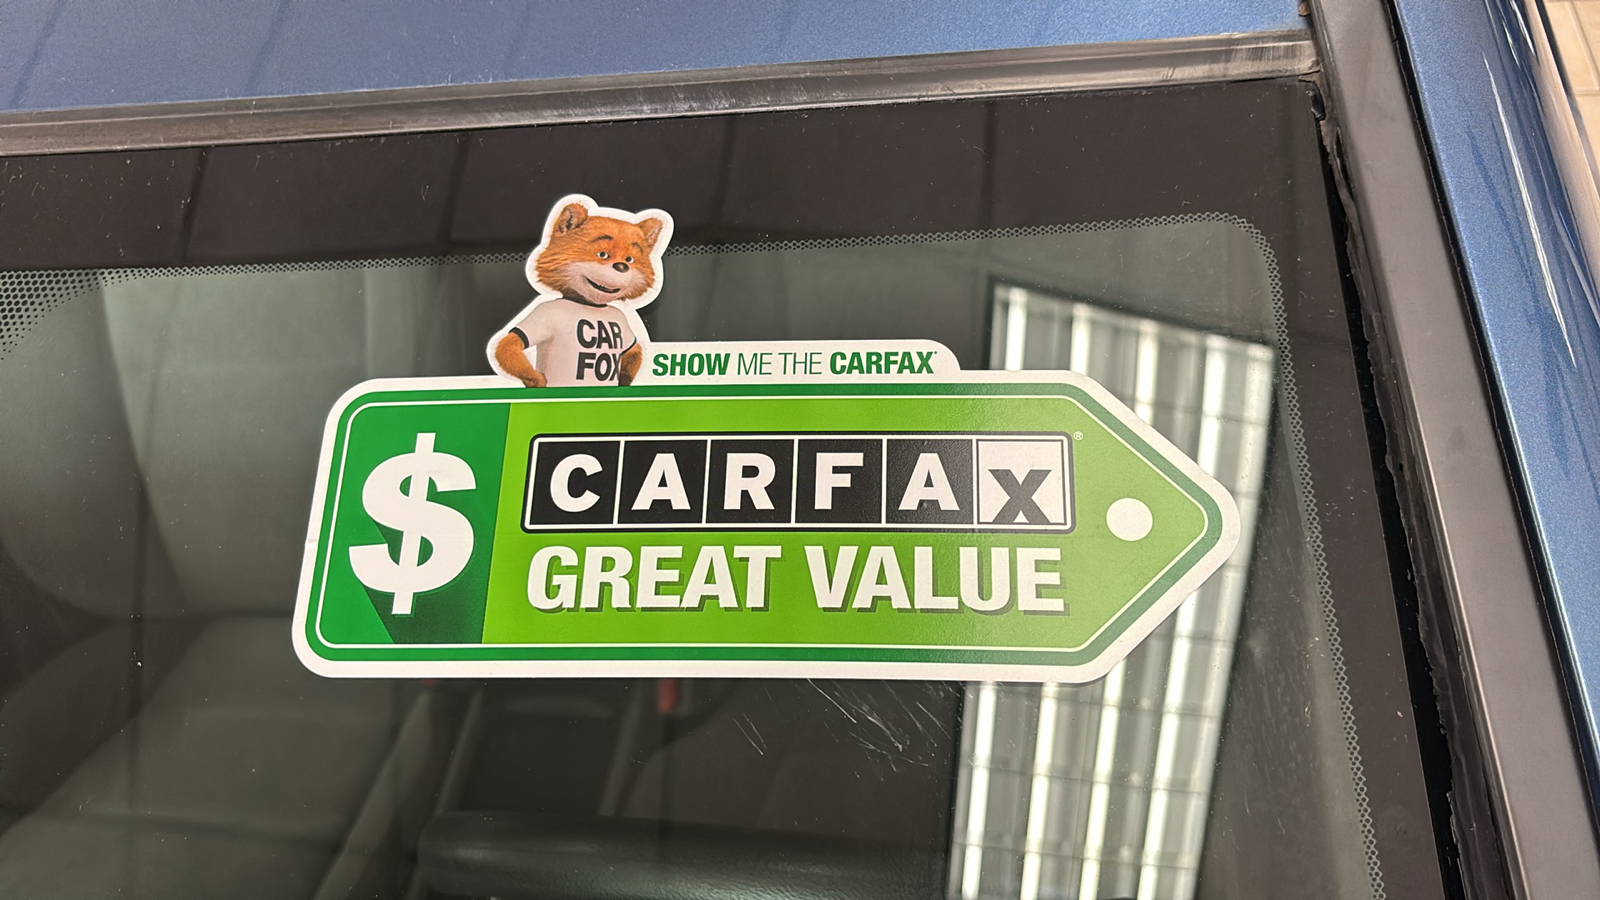 CAR
FOX
SHOW ME THE CARFAX®
$
CARFAX®
GREAT VALUE